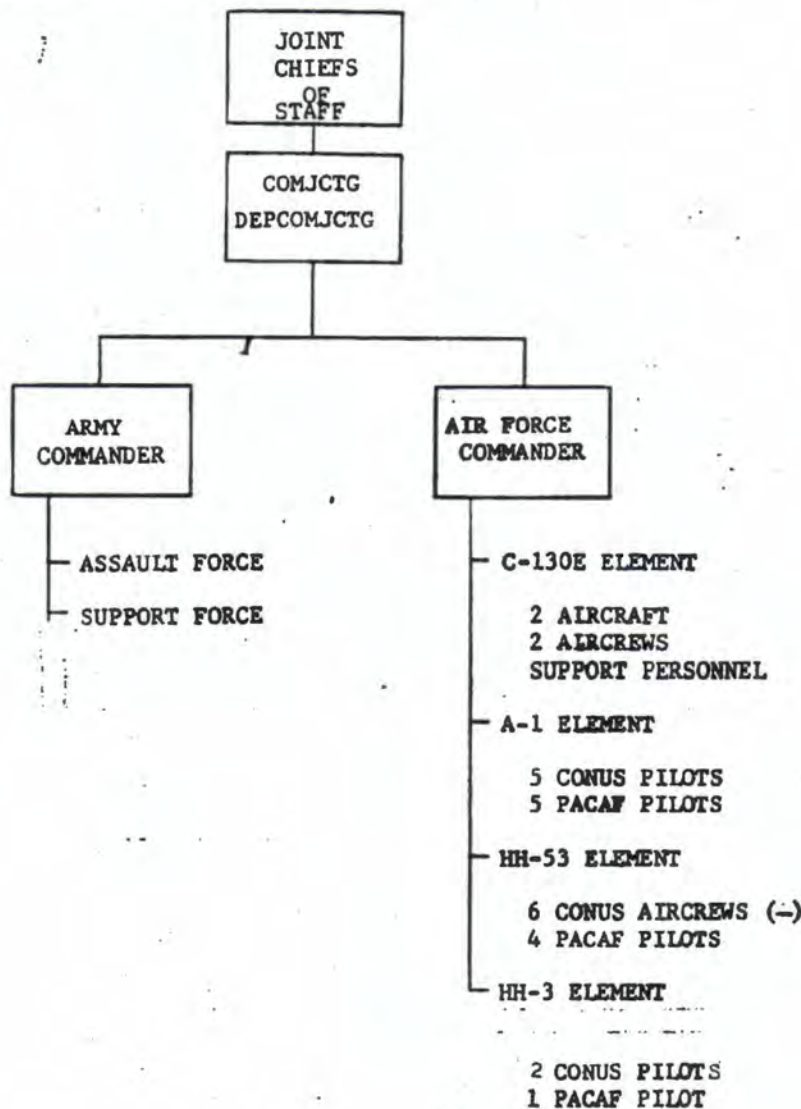 JOINT
CHIEFS
OF
STAFF
COMJCTG
DEPCOMJCTG
ARMY
COMMANDER
ASSAULT FORCE
SUPPORT FORCE
AIR FORCE
COMMANDER
C-130E ELEMENT
2 AIRCRAFT
2 AIRCREWS
SUPPORT PERSONNEL
A-1 ELEMENT
5 CONUS PILOTS
5 PACAF PILOTS
HH-53 ELEMENT
6 CONUS AIRCREWS (-)
4 PACAF PILOTS
HH-3 ELEMENT
2 CONUS PILOTS
1 PACAF PILOT